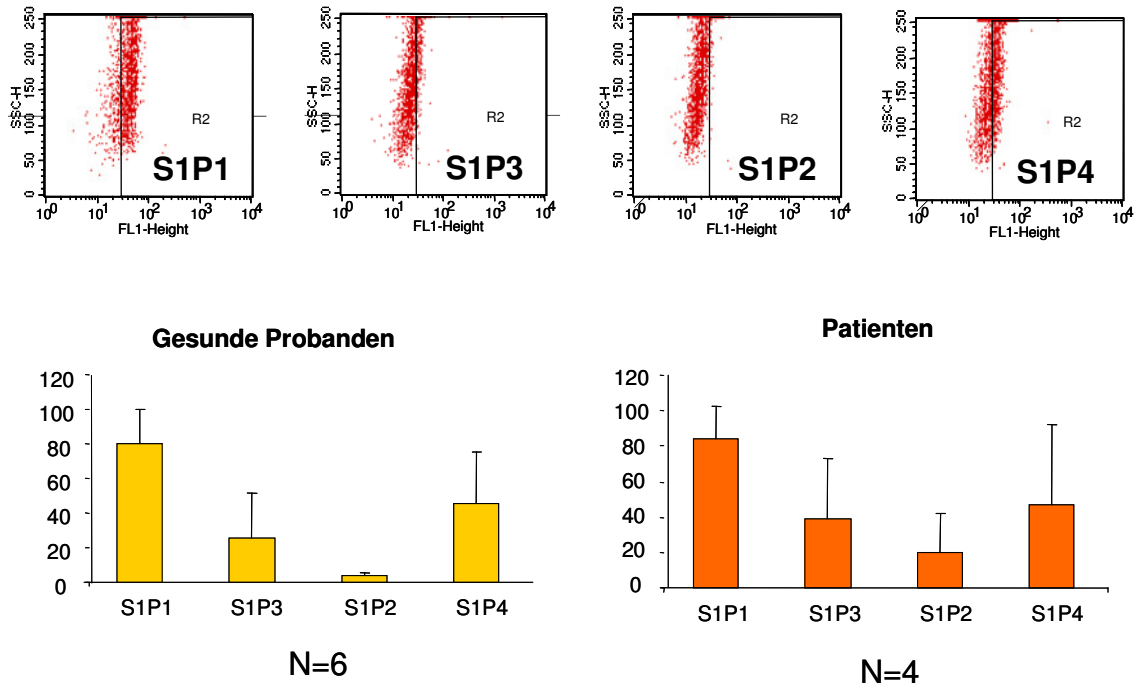 250
200
150
100
50
0
SSC-H
R2
S1P1
10^0 10^1 10^2 10^3 10^4
FL1-Height
250
200
150
100
50
0
SSC-H
R2
S1P3
10^0 10^1 10^2 10^3 10^4
FL1-Height
250
200
150
100
50
0
SSC-H
R2
S1P2
10^0 10^1 10^2 10^3 10^4
FL1-Height
250
200
150
100
50
0
SSC-H
R2
S1P4
10^0 10^1 10^2 10^3 10^4
FL1-Height
Gesunde Probanden
120
100
80
60
40
20
0
S1P1 S1P3 S1P2 S1P4
N=6
Patienten
120
100
80
60
40
20
0
S1P1 S1P3 S1P2 S1P4
N=4